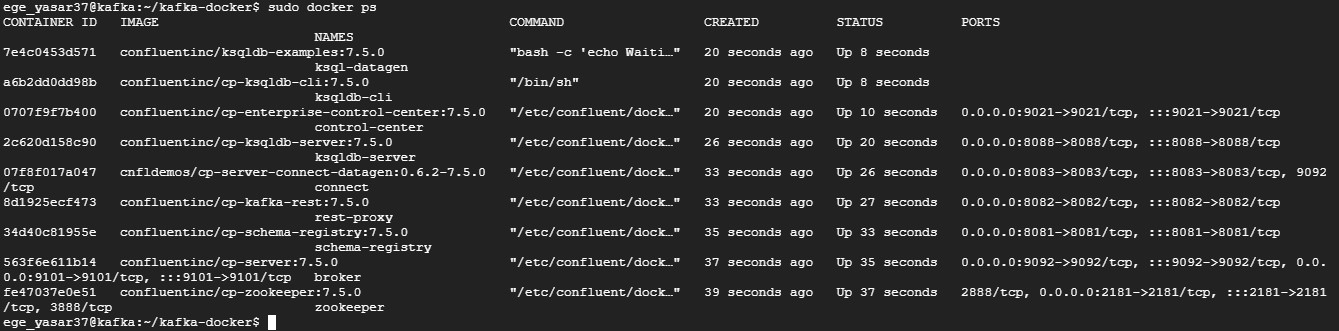 ege_yasar37@kafka:~/kafka-docker$ sudo docker ps
CONTAINER ID   IMAGE                                             COMMAND                  CREATED          STATUS          PORTS
                                        NAMES
7e4c0453d571   confluentinc/ksqldb-examples:7.5.0                "bash -c 'echo Waiti…"   20 seconds ago   Up 8 seconds
                                        ksql-datagen
a6b2dd0dd98b   confluentinc/cp-ksqldb-cli:7.5.0                  "/bin/sh"                20 seconds ago   Up 8 seconds
                                        ksqldb-cli
0707f9f7b400   confluentinc/cp-enterprise-control-center:7.5.0   "/etc/confluent/dock…"   20 seconds ago   Up 10 seconds   0.0.0.0:9021->9021/tcp, :::9021->9021/tcp
                                        control-center
2c620d158c90   confluentinc/cp-ksqldb-server:7.5.0               "/etc/confluent/dock…"   26 seconds ago   Up 20 seconds   0.0.0.0:8088->8088/tcp, :::8088->8088/tcp
                                        ksqldb-server
07f8f017a047   cnfldemos/cp-server-connect-datagen:0.6.2-7.5.0   "/etc/confluent/dock…"   33 seconds ago   Up 26 seconds   0.0.0.0:8083->8083/tcp, :::8083->8083/tcp, 9092
/tcp                                    connect
8d1925ecf473   confluentinc/cp-kafka-rest:7.5.0                  "/etc/confluent/dock…"   33 seconds ago   Up 27 seconds   0.0.0.0:8082->8082/tcp, :::8082->8082/tcp
                                        rest-proxy
34d40c81955e   confluentinc/cp-schema-registry:7.5.0             "/etc/confluent/dock…"   35 seconds ago   Up 33 seconds   0.0.0.0:8081->8081/tcp, :::8081->8081/tcp
                                        schema-registry
563f6e611b14   confluentinc/cp-server:7.5.0                      "/etc/confluent/dock…"   37 seconds ago   Up 35 seconds   0.0.0.0:9092->9092/tcp, :::9092->9092/tcp, 0.0.
0.0:9101->9101/tcp, :::9101->9101/tcp   broker
fe47037e0e51   confluentinc/cp-zookeeper:7.5.0                   "/etc/confluent/dock…"   39 seconds ago   Up 37 seconds   2888/tcp, 0.0.0.0:2181->2181/tcp, :::2181->2181
/tcp, 3888/tcp                          zookeeper
ege_yasar37@kafka:~/kafka-docker$